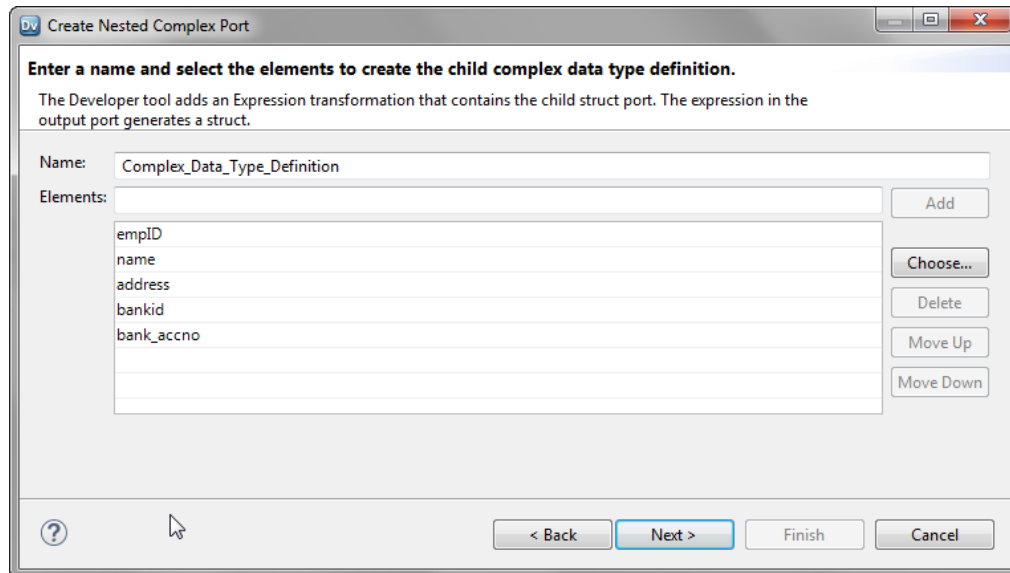 Dv Create Nested Complex Port
Enter a name and select the elements to create the child complex data type definition.
The Developer tool adds an Expression transformation that contains the child struct port. The expression in the
output port generates a struct.
Name: Complex_Data_Type_Definition
Elements: Add
empID
name
address
bankid
bank_accno
Choose...
Delete
Move Up
Move Down
? < Back Next > Finish Cancel